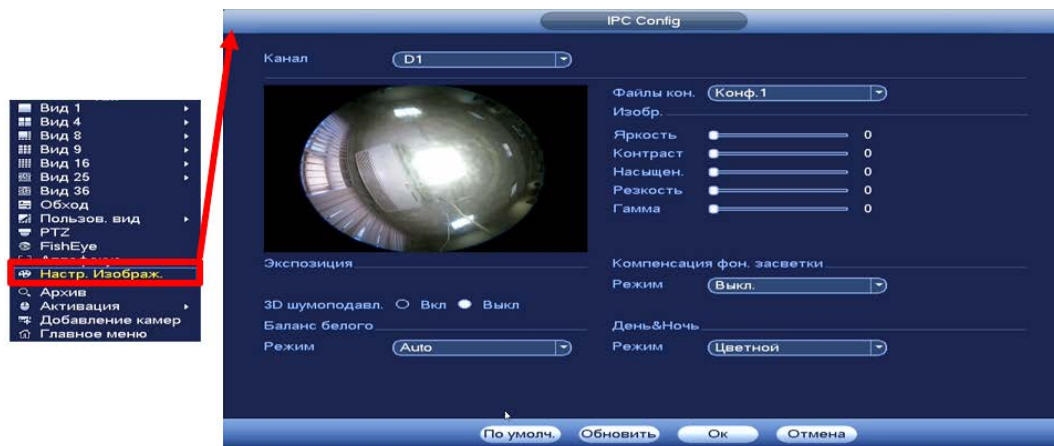 Вид 1
Вид 4
Вид 8
Вид 9
Вид 16
Вид 25
Вид 36
Обход
Пользов. вид
PTZ
FishEye
Настр. Изображ.
Архив
Активация
Добавление камер
Главное меню
IPC Config
Канал D1
Файлы кон. Конф.1
Изобр.
Яркость 0
Контраст 0
Насыщен. 0
Резкость 0
Гамма 0
Экспозиция
3D шумоподавл. Вкл Выкл
Баланс белого
Режим Auto
Компенсация фон. засветки
Режим Выкл.
День&Ночь
Режим Цветной
По умолч. Обновить Ок Отмена